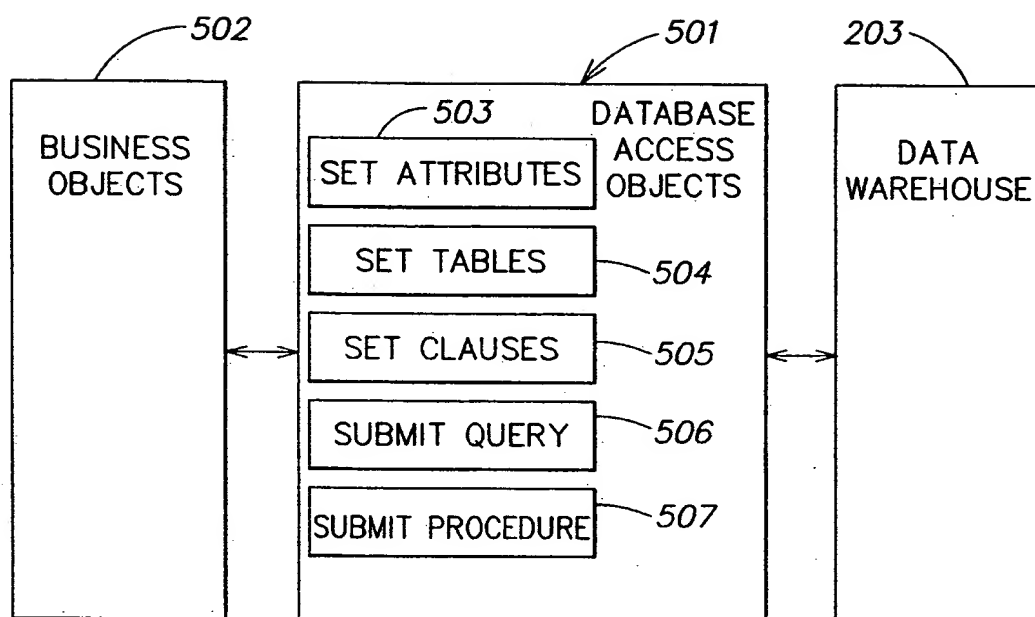 502
501
203
BUSINESS
OBJECTS
503
DATABASE
ACCESS
OBJECTS
SET ATTRIBUTES
SET TABLES
504
SET CLAUSES
505
SUBMIT QUERY
506
SUBMIT PROCEDURE
507
DATA
WAREHOUSE